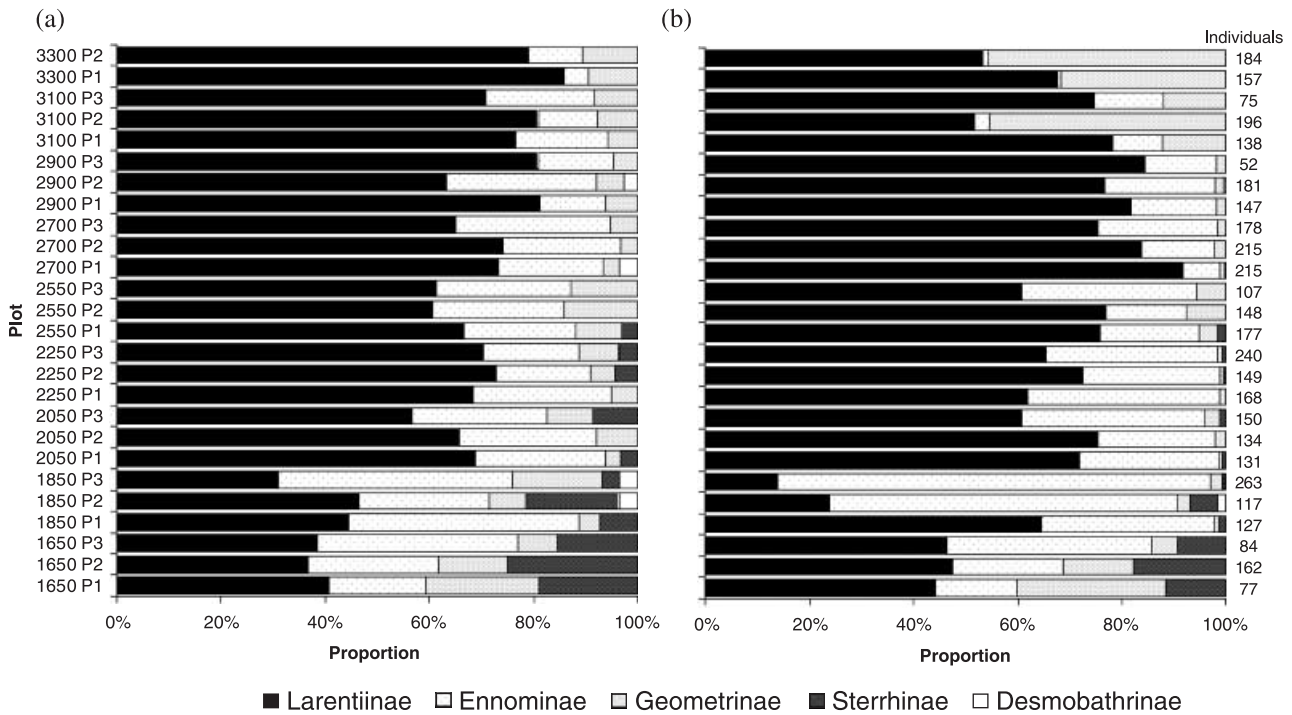 (a)
(b)
Individuals
Plot
3300 P2
3300 P1
3100 P3
3100 P2
3100 P1
2900 P3
2900 P2
2900 P1
2700 P3
2700 P2
2700 P1
2550 P3
2550 P2
2550 P1
2250 P3
2250 P2
2250 P1
2050 P3
2050 P2
2050 P1
1850 P3
1850 P2
1850 P1
1650 P3
1650 P2
1650 P1
184
157
75
196
138
52
181
147
178
215
215
107
148
177
240
149
168
150
134
131
263
117
127
84
162
77
0% 20% 40% 60% 80% 100%
0% 20% 40% 60% 80% 100%
Proportion
Proportion
Larentiinae Ennominae Geometrinae Sterrhinae Desmobathrinae